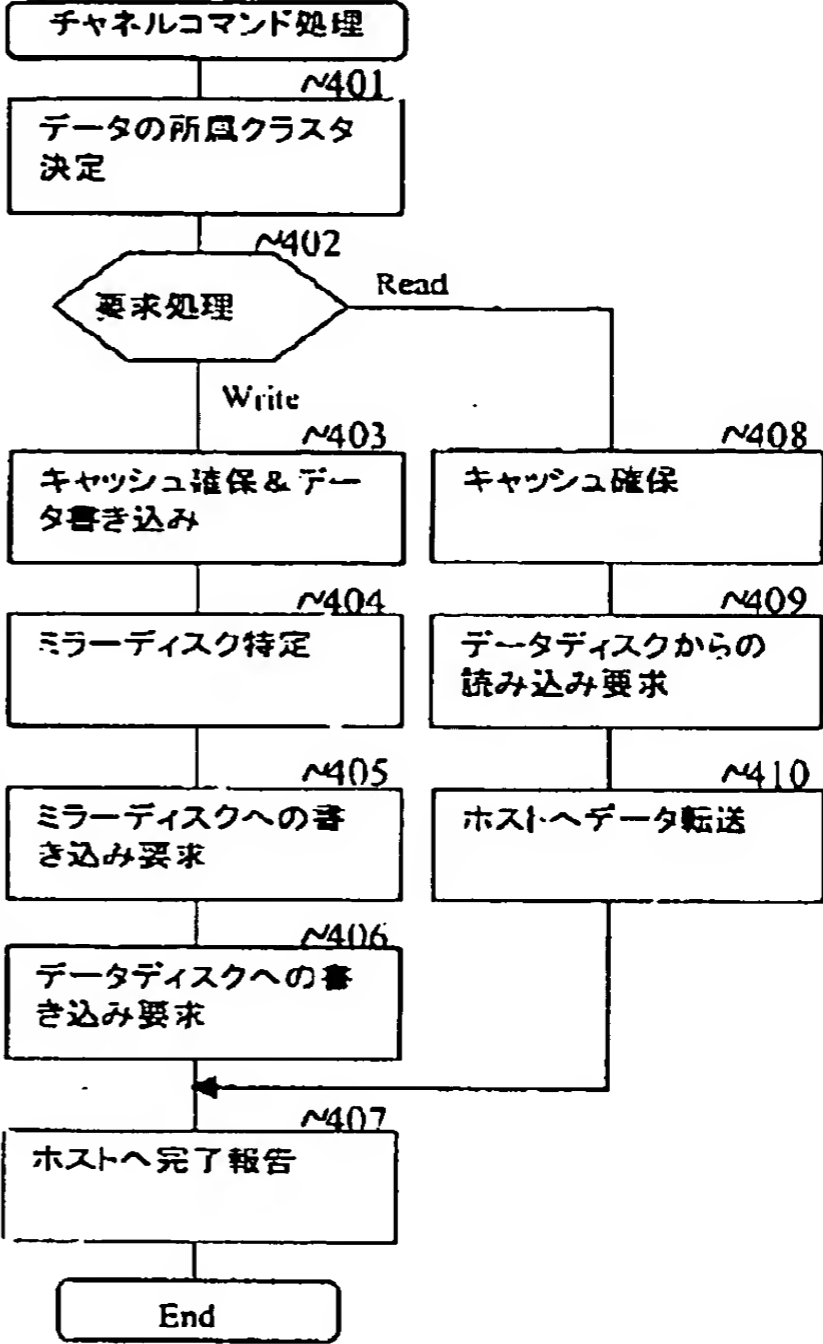 チャネルコマンド処理
~401
データの所属クラスタ
決定
~402
要求処理
Read
Write
~403
キャッシュ確保&デー
タ書き込み
~404
ミラーディスク特定
~405
ミラーディスクへの書
き込み要求
~406
データディスクへの書
き込み要求
~408
キャッシュ確保
~409
データディスクからの
読み込み要求
~410
ホストへデータ転送
~407
ホストへ完了報告
End